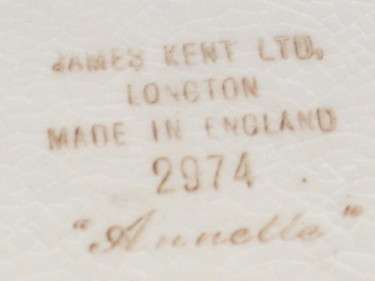 JAMES KENT LTD.
LONGTON
MADE IN ENGLAND
2974
"Annette"